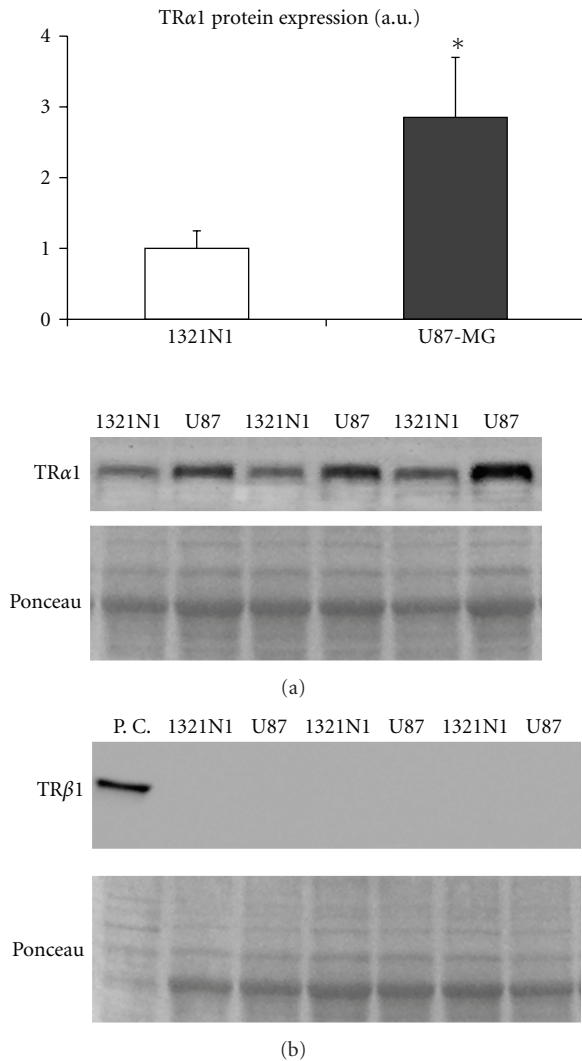 TRα1 protein expression (a.u.)
4
*
3
2
1
0
1321N1 U87-MG
1321N1 U87 1321N1 U87 1321N1 U87
TRα1
Ponceau
(a)
P. C. 1321N1 U87 1321N1 U87 1321N1 U87
TRβ1
Ponceau
(b)